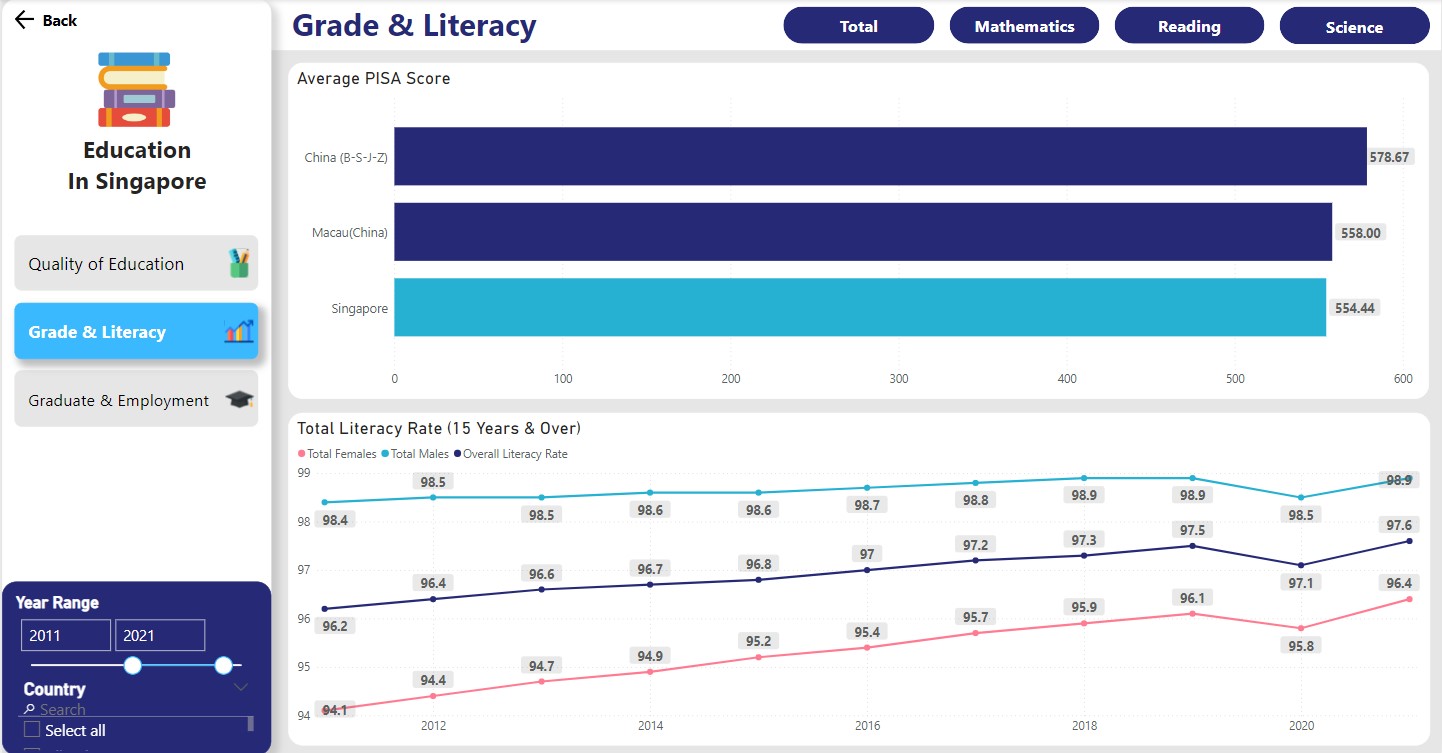 Back
Education
In Singapore
Quality of Education
Grade & Literacy
Graduate & Employment
Year Range
2011 2021
Country
Search
Select all
Grade & Literacy
Total Mathematics Reading Science
Average PISA Score
China (B-S-J-Z) 578.67
Macau(China) 558.00
Singapore 554.44
0 100 200 300 400 500 600
Total Literacy Rate (15 Years & Over)
Total Females Total Males Overall Literacy Rate
99
98
97
96
95
94
98.4 98.5 98.5 98.6 98.6 98.7 98.8 98.9 98.9 98.5 98.9
96.2 96.4 96.6 96.7 96.8 97 97.2 97.3 97.5 97.1 97.6
94.1 94.4 94.7 94.9 95.2 95.4 95.7 95.9 96.1 95.8 96.4
2012 2014 2016 2018 2020